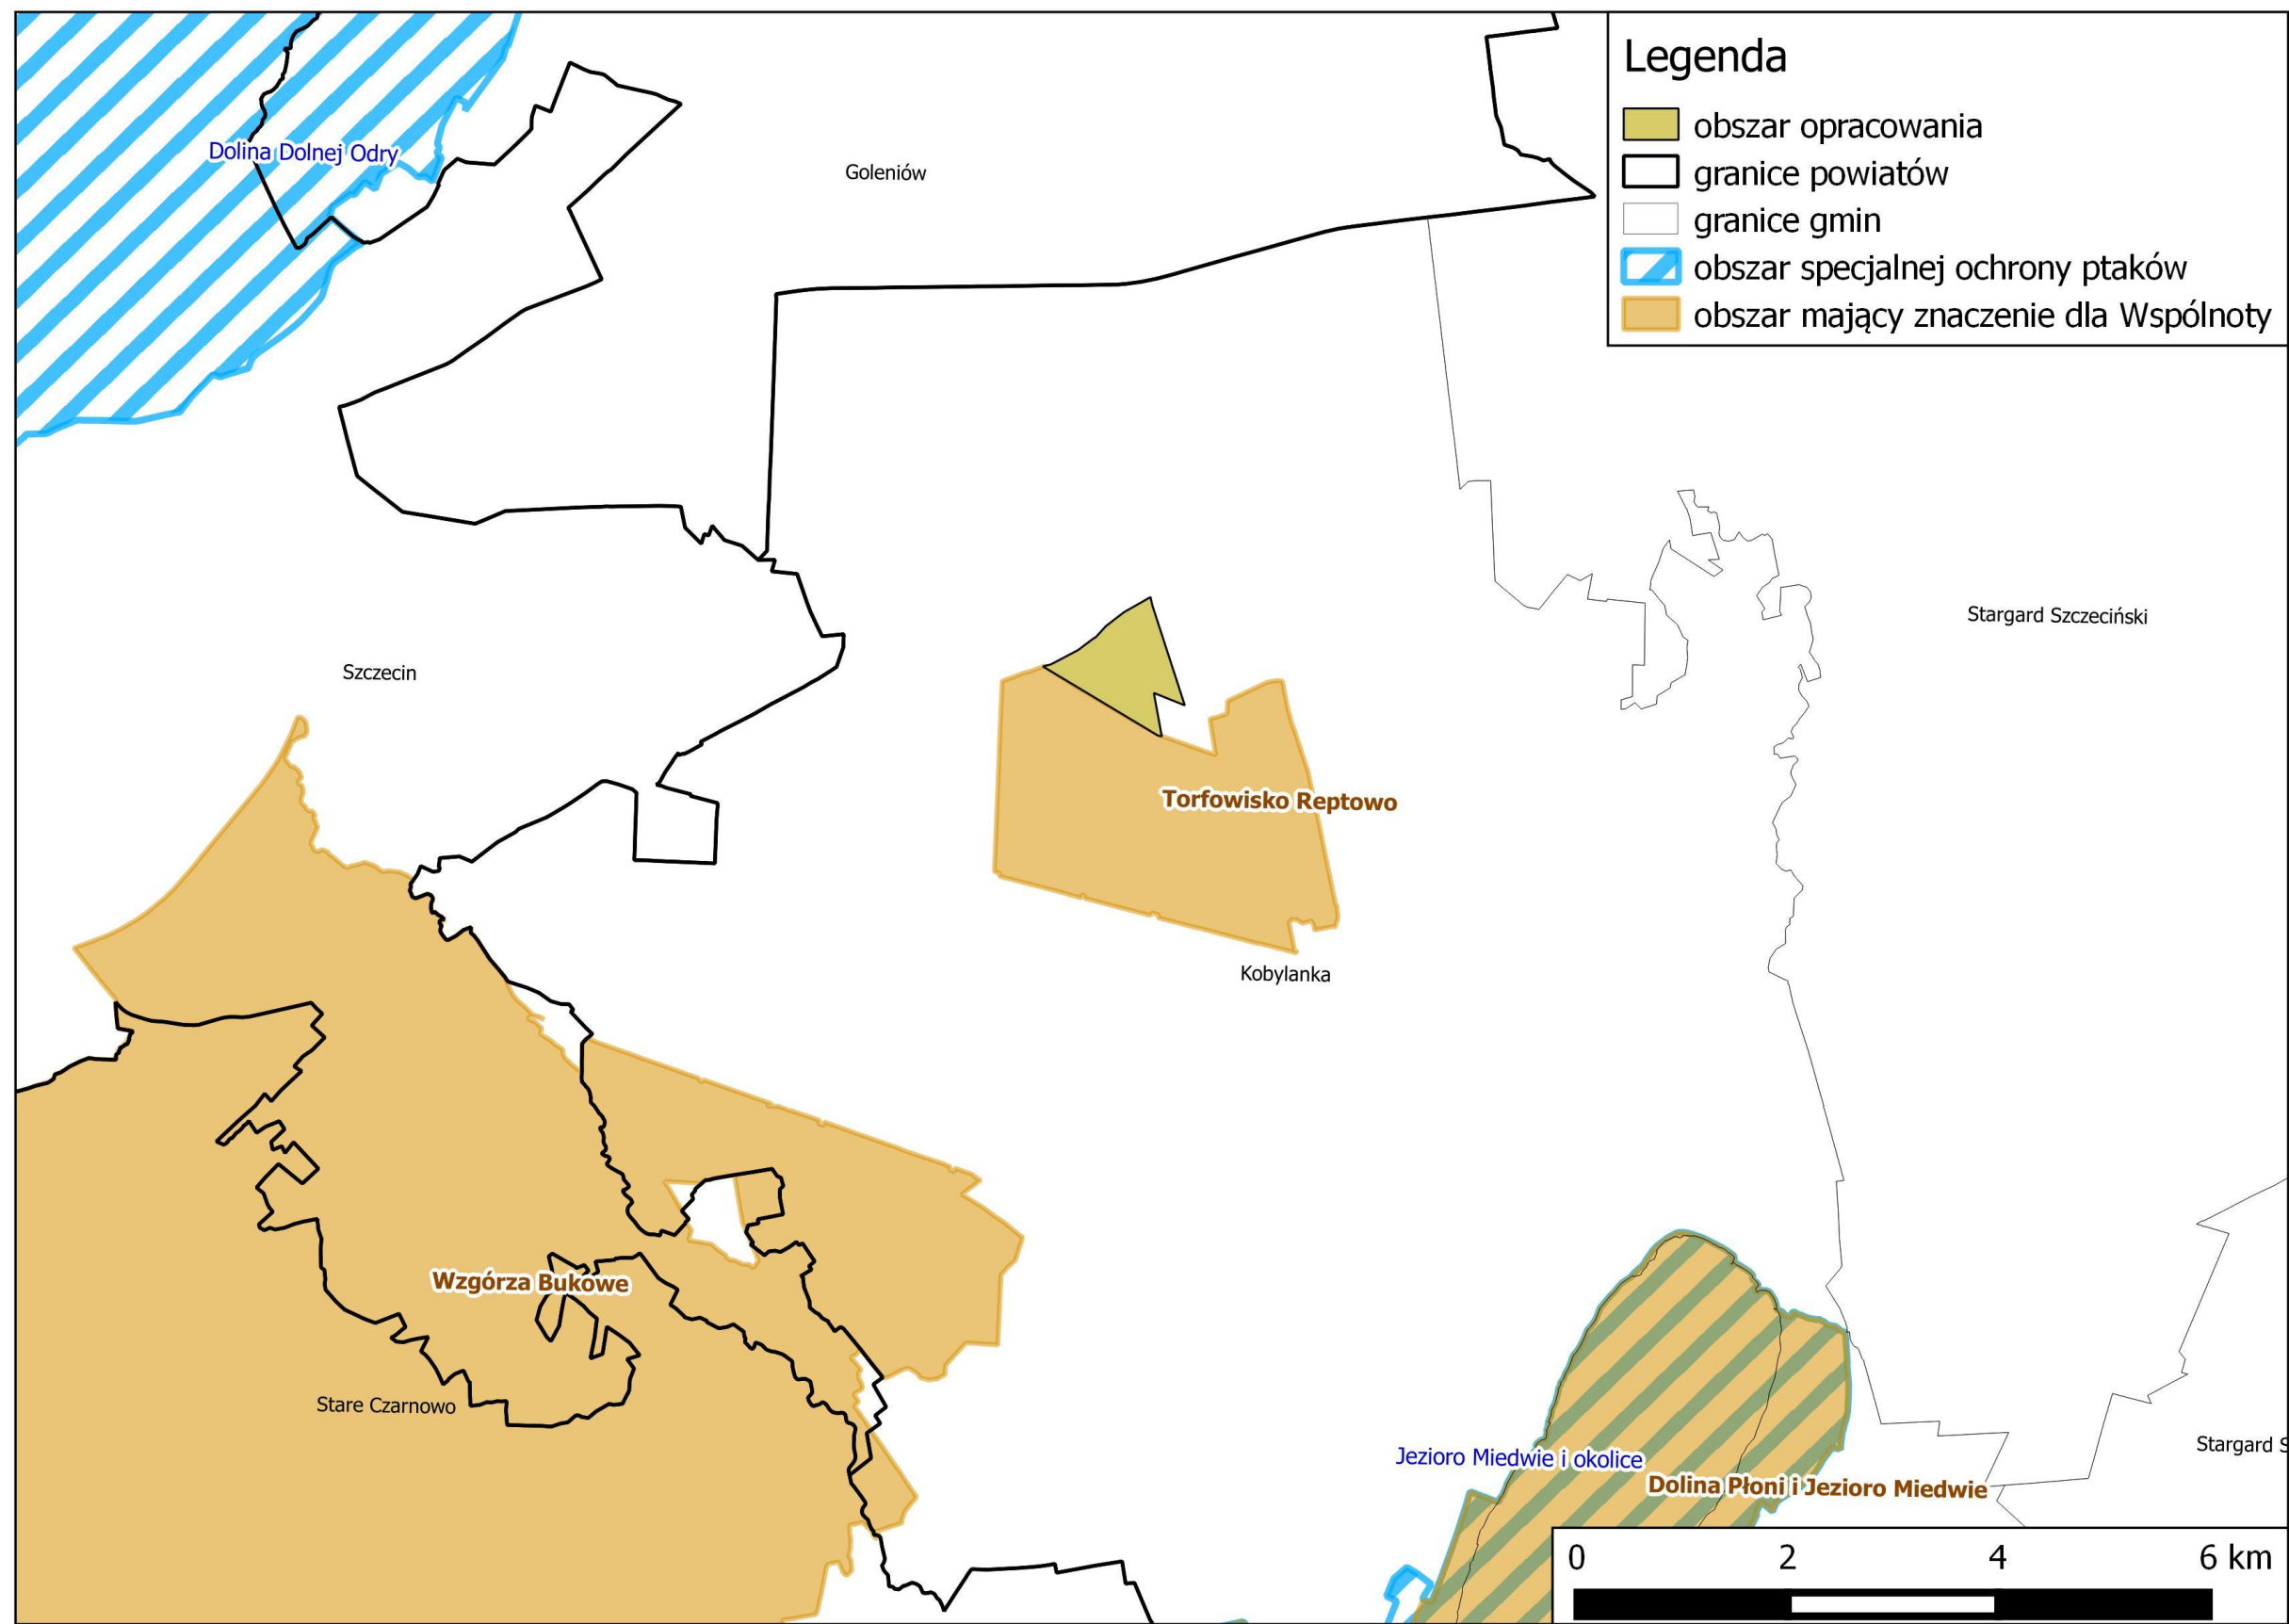 Legenda
obszar opracowania
granice powiatów
granice gmin
obszar specjalnej ochrony ptaków
obszar mający znaczenie dla Wspólnoty
Dolina Dolnej Odry
Goleniów
Stargard Szczeciński
Szczecin
Torfowisko Reptowo
Kobylanka
Wzgórza Bukowe
Stare Czarnowo
Jezioro Miedwie i okolice
Stargard S
Dolina Płoni i Jezioro Miedwie
0 2 4 6 km